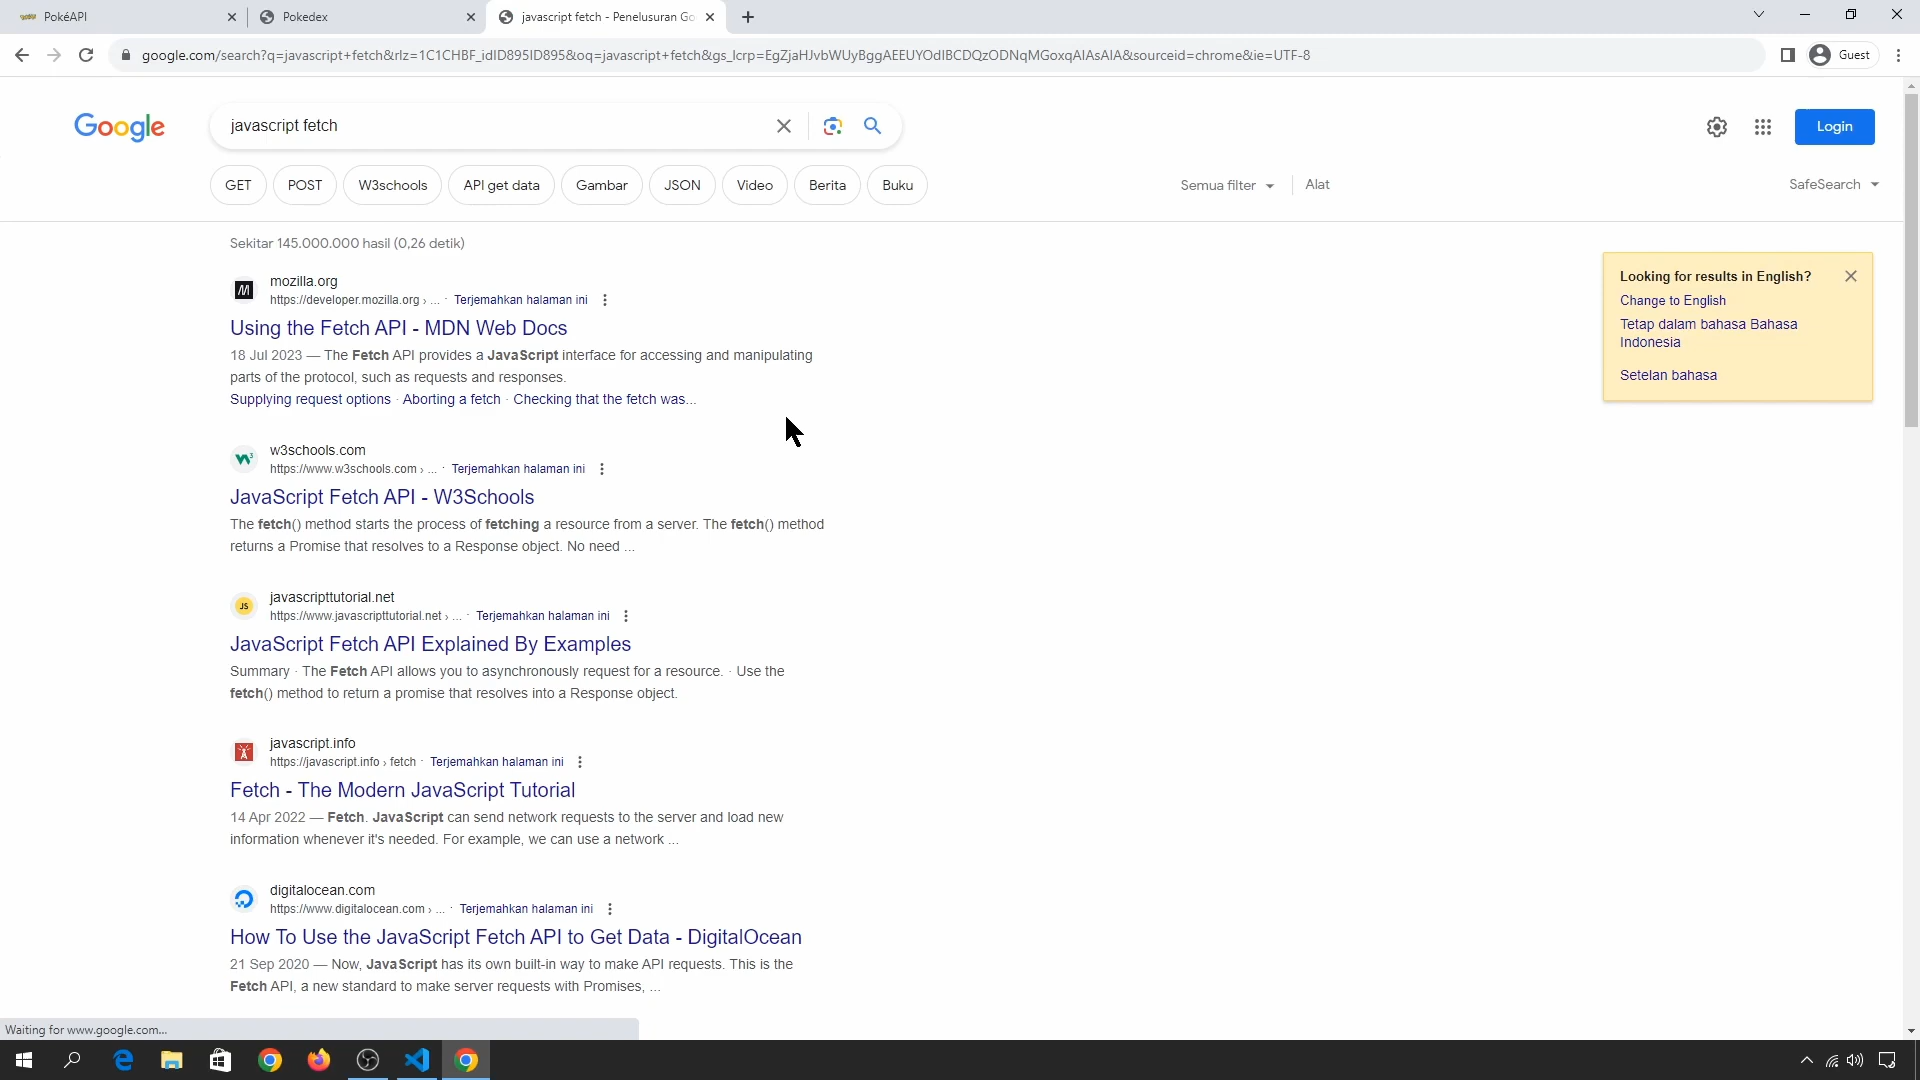 PokéAPI
Pokedex
javascript fetch - Penelusuran Go
google.com/search?q=javascript+fetch&rlz=1C1CHBF_idID895ID895&oq=javascript+fetch&gs_lcrp=EgZjaHJvbWUyBggAEEUYOdIBCDQzODNqMGoxqAIAsAIA&sourceid=chrome&ie=UTF-8
Guest
Google
javascript fetch
Login
GET
POST
W3schools
API get data
Gambar
JSON
Video
Berita
Buku
Semua filter
Alat
SafeSearch
Sekitar 145.000.000 hasil (0,26 detik)
mozilla.org
https://developer.mozilla.org › ... · Terjemahkan halaman ini
Using the Fetch API - MDN Web Docs
18 Jul 2023 — The Fetch API provides a JavaScript interface for accessing and manipulating
parts of the protocol, such as requests and responses.
Supplying request options · Aborting a fetch · Checking that the fetch was...
w3schools.com
https://www.w3schools.com › ... · Terjemahkan halaman ini
JavaScript Fetch API - W3Schools
The fetch() method starts the process of fetching a resource from a server. The fetch() method
returns a Promise that resolves to a Response object. No need ...
JS
javascripttutorial.net
https://www.javascripttutorial.net › ... · Terjemahkan halaman ini
JavaScript Fetch API Explained By Examples
Summary · The Fetch API allows you to asynchronously request for a resource. · Use the
fetch() method to return a promise that resolves into a Response object.
javascript.info
https://javascript.info › fetch · Terjemahkan halaman ini
Fetch - The Modern JavaScript Tutorial
14 Apr 2022 — Fetch. JavaScript can send network requests to the server and load new
information whenever it's needed. For example, we can use a network ...
digitalocean.com
https://www.digitalocean.com › ... · Terjemahkan halaman ini
How To Use the JavaScript Fetch API to Get Data - DigitalOcean
21 Sep 2020 — Now, JavaScript has its own built-in way to make API requests. This is the
Fetch API, a new standard to make server requests with Promises, ...
Looking for results in English?
Change to English
Tetap dalam bahasa Bahasa
Indonesia
Setelan bahasa
Waiting for www.google.com...